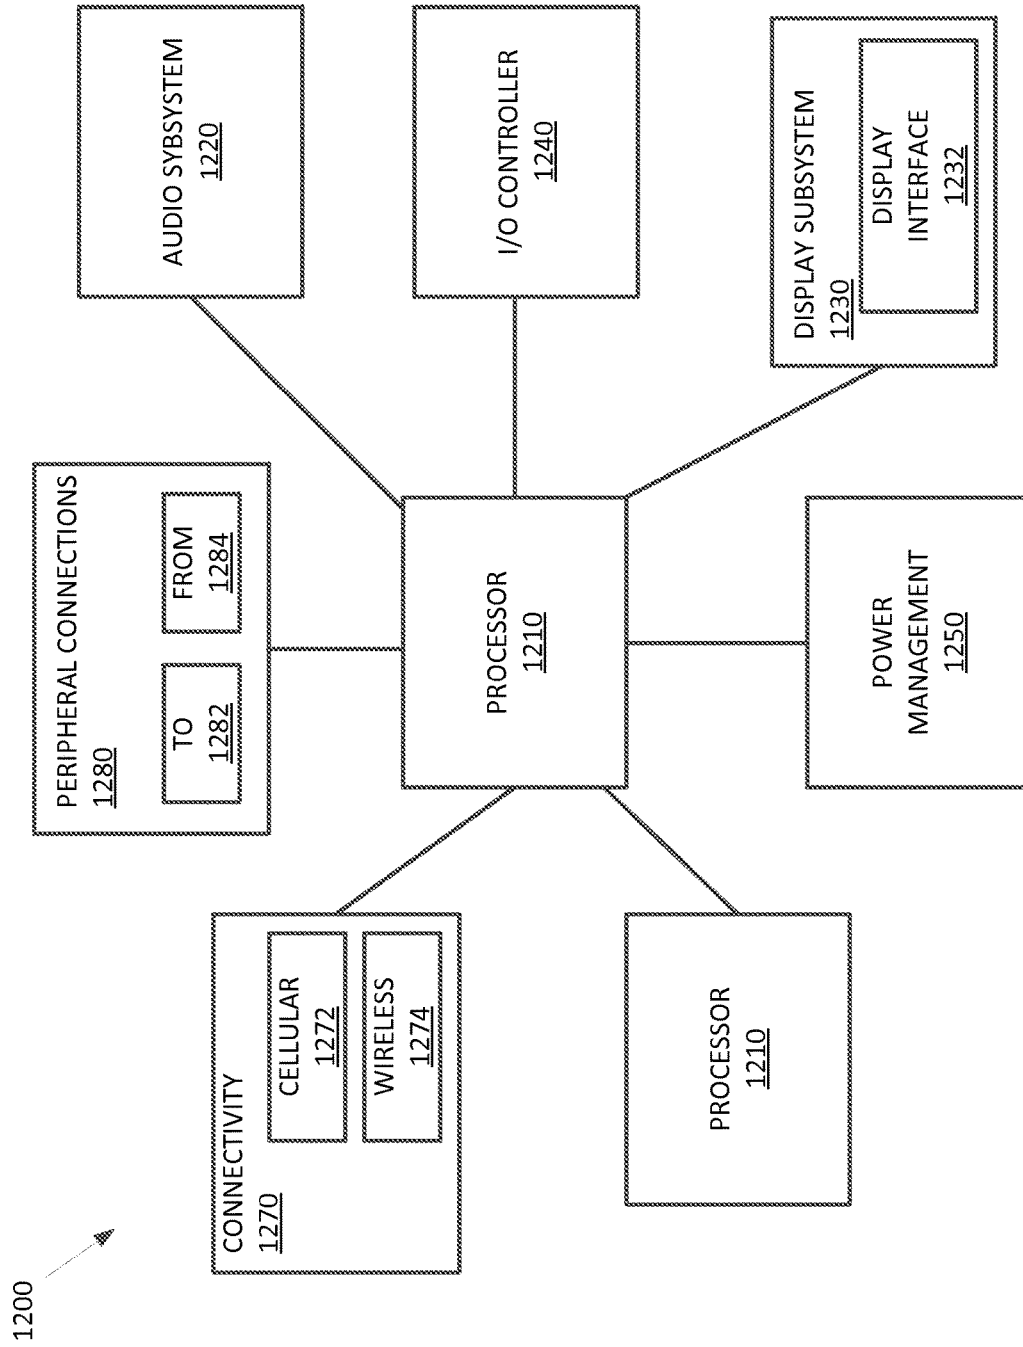 1200
CONNECTIVITY
1270
CELLULAR
1272
WIRELESS
1274
PERIPHERAL CONNECTIONS
1280
TO
1282
FROM
1284
AUDIO SYBSYSTEM
1220
PROCESSOR
1210
I/O CONTROLLER
1240
PROCESSOR
1210
POWER
MANAGEMENT
1250
DISPLAY SUBSYSTEM
1230
DISPLAY
INTERFACE
1232